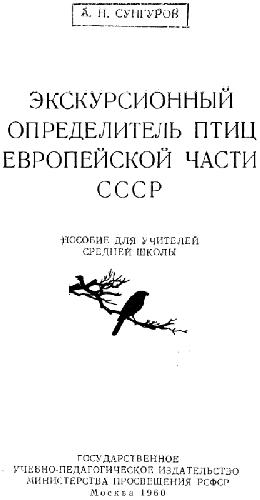 А. Н. СУНГУРОВ
ЭКСКУРСИОННЫЙ
ОПРЕДЕЛИТЕЛЬ ПТИЦ
ЕВРОПЕЙСКОЙ ЧАСТИ
СССР
ПОСОБИЕ ДЛЯ УЧИТЕЛЕЙ
СРЕДНЕЙ ШКОЛЫ
ГОСУДАРСТВЕННОЕ
УЧЕБНО-ПЕДАГОГИЧЕСКОЕ ИЗДАТЕЛЬСТВО
МИНИСТЕРСТВА ПРОСВЕЩЕНИЯ РСФСР
Москва 1960